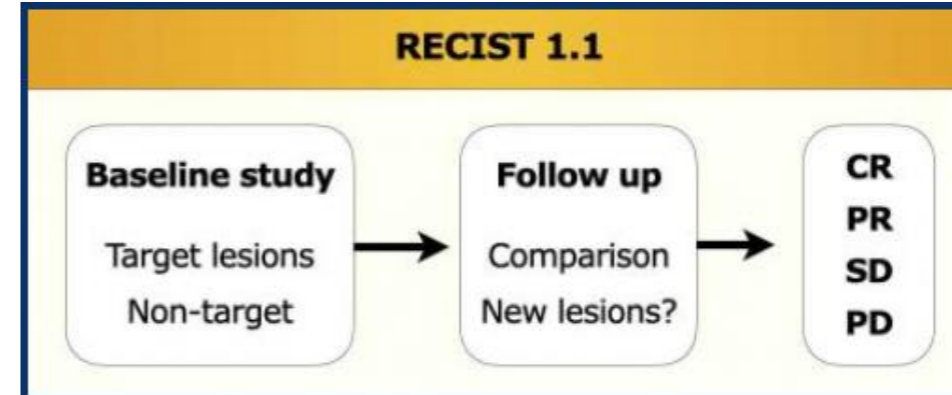 RECIST 1.1
Baseline study
Target lesions
Non-target
Follow up
Comparison
New lesions?
CR
PR
SD
PD